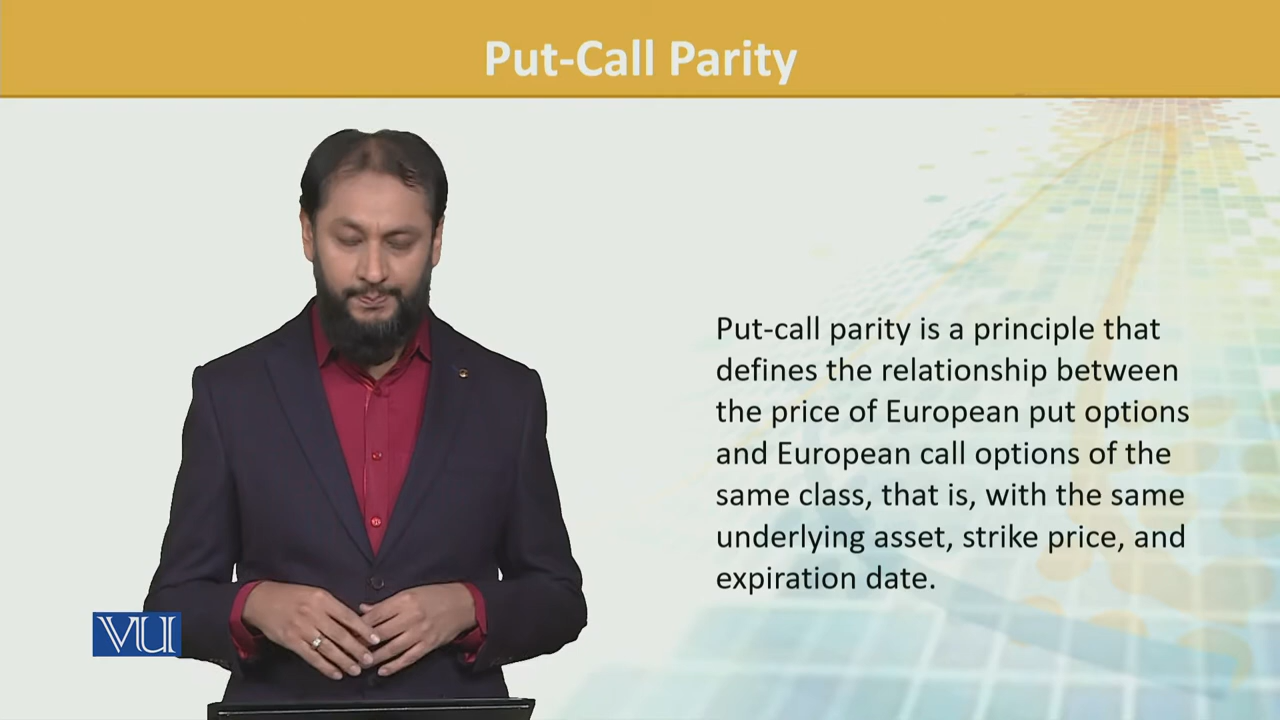 Put-Call Parity
Put-call parity is a principle that
defines the relationship between
the price of European put options
and European call options of the
same class, that is, with the same
underlying asset, strike price, and
expiration date.
VU